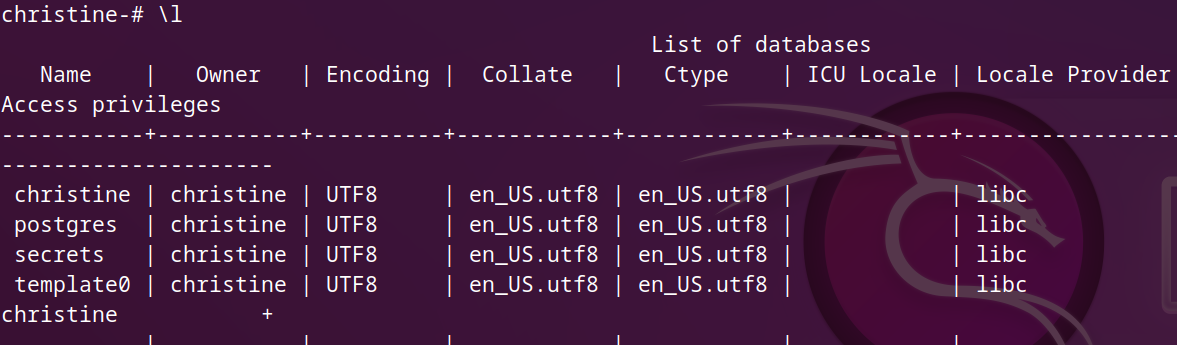 christine-# \l
List of databases
Name | Owner | Encoding | Collate | Ctype | ICU Locale | Locale Provider
Access privileges
-----------+-----------+----------+------------+------------+------------+-----------------
---------------------
christine | christine | UTF8 | en_US.utf8 | en_US.utf8 | | libc
postgres | christine | UTF8 | en_US.utf8 | en_US.utf8 | | libc
secrets | christine | UTF8 | en_US.utf8 | en_US.utf8 | | libc
template0 | christine | UTF8 | en_US.utf8 | en_US.utf8 | | libc
christine +
| | | | | |